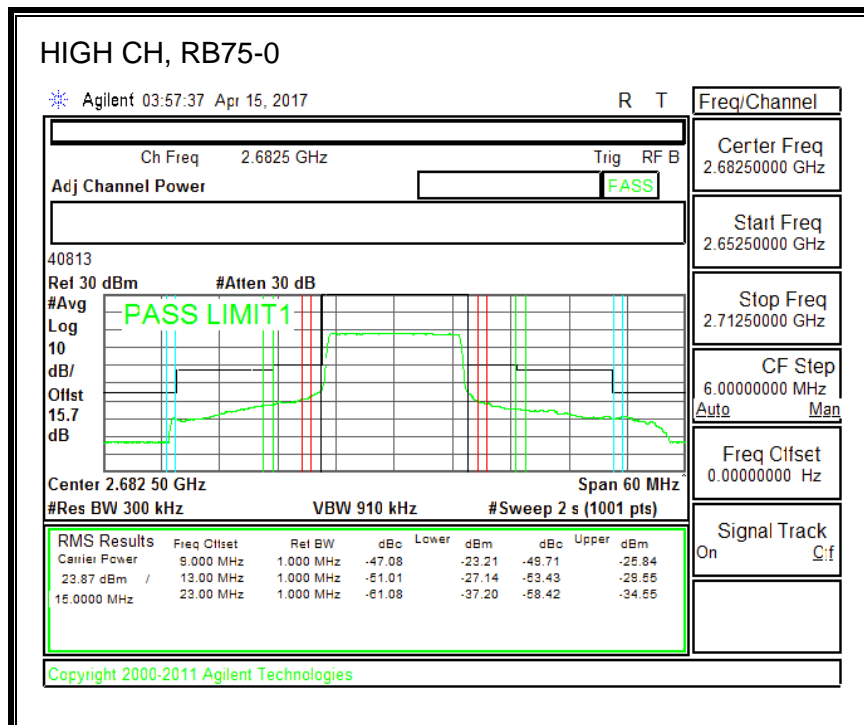 HIGH CH, RB75-0
Agilent 03:57:37 Apr 15, 2017 R T
Freq/Channel
Ch Freq 2.6825 GHz Trig RF B
Adj Channel Power PASS
Center Freq
2.68250000 GHz
Start Freq
2.65250000 GHz
Stop Freq
2.71250000 GHz
CF Step
6.00000000 MHz
Auto Man
Freq Offset
0.00000000 Hz
Signal Track
On Off
40813
Ref 30 dBm #Atten 30 dB
#Avg
Log
10
dB/
Offst
15.7
dB
PASS LIMIT1
Center 2.682 50 GHz Span 60 MHz
#Res BW 300 kHz VBW 910 kHz #Sweep 2 s (1001 pts)
RMS Results Freq Offset Ref BW dBc Lower dBm dBc Upper dBm
Carrier Power 9.000 MHz 1.000 MHz -47.08 -23.21 -49.71 -25.84
23.87 dBm / 13.00 MHz 1.000 MHz -51.01 -27.14 -53.43 -29.55
15.0000 MHz 23.00 MHz 1.000 MHz -61.08 -37.20 -58.42 -34.55
Copyright 2000-2011 Agilent Technologies